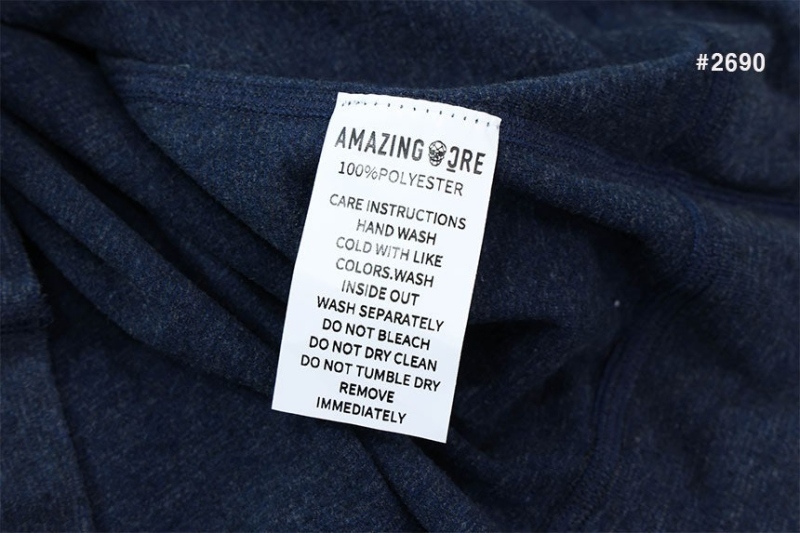 #2690
AMAZING CORE
100%POLYESTER
CARE INSTRUCTIONS
HAND WASH
COLD WITH LIKE
COLORS.WASH
INSIDE OUT
WASH SEPARATELY
DO NOT BLEACH
DO NOT DRY CLEAN
DO NOT TUMBLE DRY
REMOVE
IMMEDIATELY